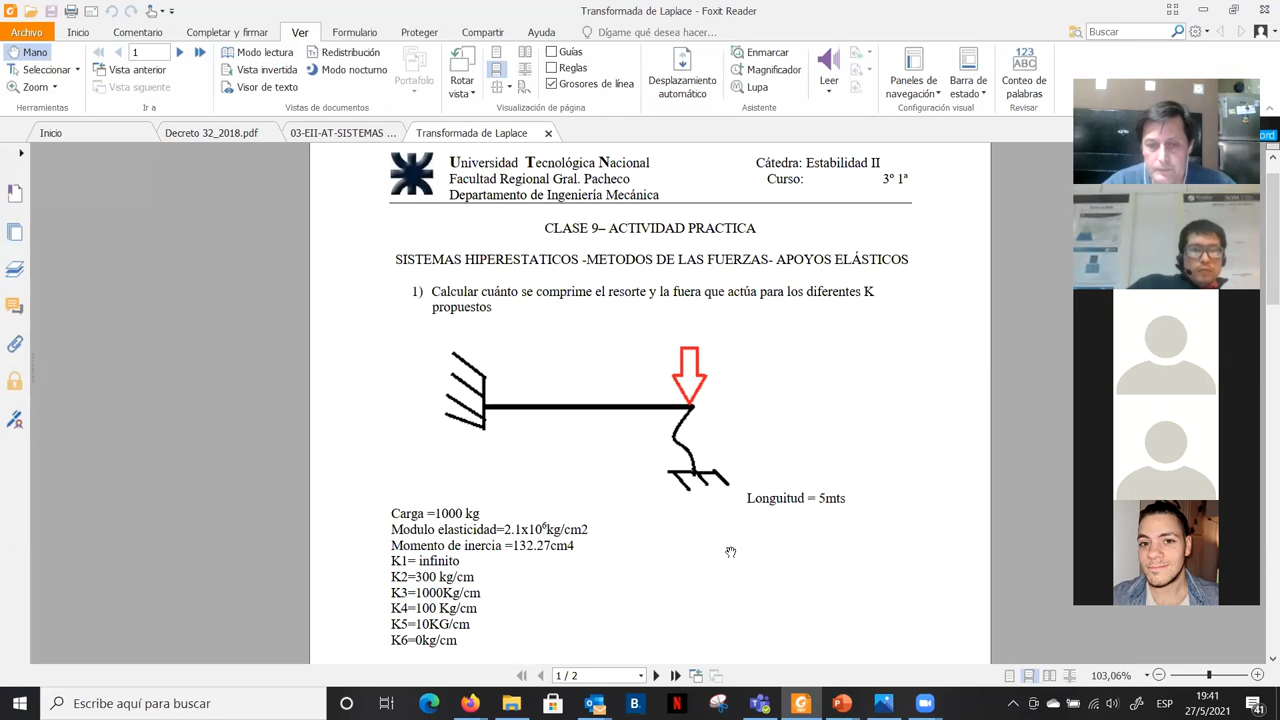 Transformada de Laplace - Foxit Reader
Archivo Inicio Comentario Completar y firmar Ver Formulario Proteger Compartir Ayuda Dígame qué desea hacer... Buscar
Mano
Seleccionar
Zoom
Herramientas
1
Vista anterior
Vista siguiente
Ir a
Modo lectura
Vista invertida
Visor de texto
Redistribución
Modo nocturno
Vistas de documentos
Portafolio
Rotar vista
Guías
Reglas
Grosores de línea
Visualización de página
Desplazamiento automático
Enmarcar
Magnificador
Lupa
Asistente
Leer
Paneles de navegación
Barra de estado
Configuración visual
123
ABC
Conteo de palabras
Revisar
Inicio Decreto 32_2018.pdf 03-EII-AT-SISTEMAS ... Transformada de Laplace
ord
Universidad Tecnológica Nacional Cátedra: Estabilidad II
Facultad Regional Gral. Pacheco Curso: 3º 1ª
Departamento de Ingeniería Mecánica
CLASE 9– ACTIVIDAD PRACTICA
SISTEMAS HIPERESTATICOS -METODOS DE LAS FUERZAS- APOYOS ELÁSTICOS
1) Calcular cuánto se comprime el resorte y la fuera que actúa para los diferentes K
propuestos
Longuitud = 5mts
Carga =1000 kg
Modulo elasticidad=2.1x10⁶kg/cm2
Momento de inercia =132.27cm4
K1= infinito
K2=300 kg/cm
K3=1000Kg/cm
K4=100 Kg/cm
K5=10KG/cm
K6=0kg/cm
1 / 2 103,06%
Escribe aquí para buscar
ESP
19:41
27/5/2021
41